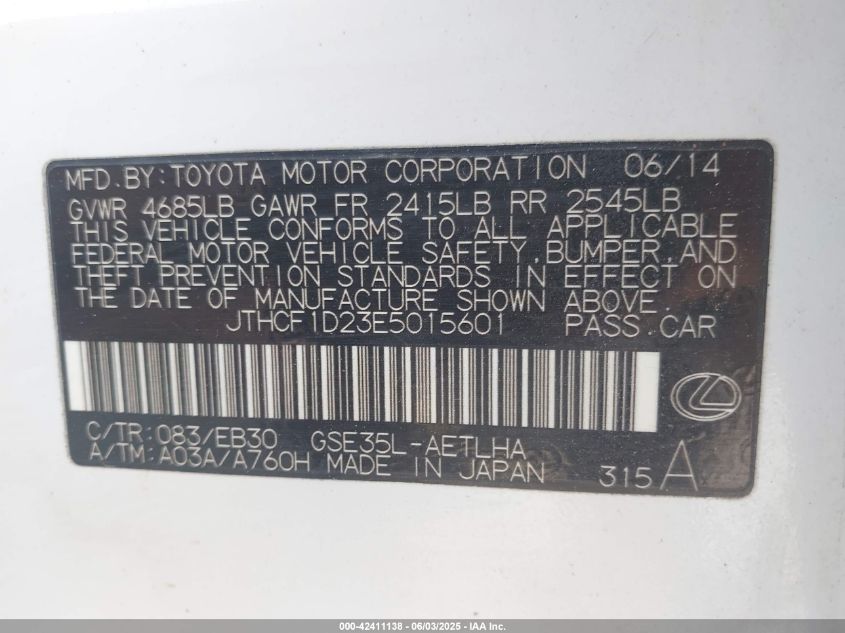 MFD.BY:TOYOTA MOTOR CORPORATION 06/14
GVWR 4685LB GAWR FR 2415LB RR 2545LB
THIS VEHICLE CONFORMS TO ALL APPLICABLE
FEDERAL MOTOR VEHICLE SAFETY,BUMPER,AND
THEFT PREVENTION STANDARDS IN EFFECT ON
THE DATE OF MANUFACTURE SHOWN ABOVE.
JTHCF1D23E5015601 PASS.CAR
C/TR:083/EB30 GSE35L-AETLHA
A/TM:A03A/A760H MADE IN JAPAN 315 A
000-42411138 - 06/03/2025 - IAA Inc.